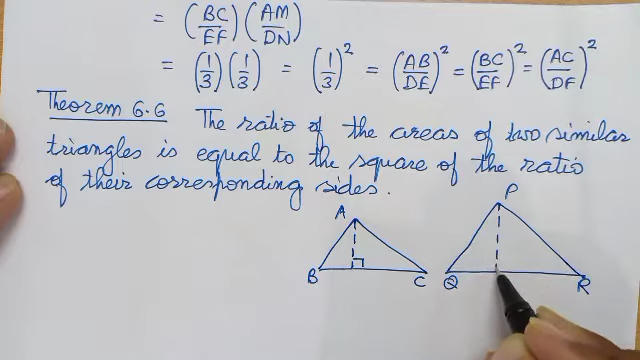 = (BC/EF)(AM/DN)
= (1/3)(1/3) = (1/3)² = (AB/DE)² = (BC/EF)² = (AC/DF)²
Theorem 6.6 The ratio of the areas of two similar
triangles is equal to the square of the ratio
of their corresponding sides.
A P
B C Q R